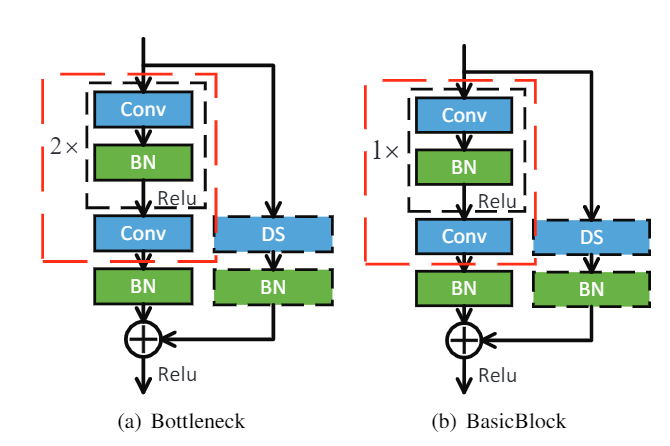 Conv
2×
BN
Relu
Conv
DS
BN
BN
Relu
(a) Bottleneck
Conv
1×
BN
Relu
Conv
DS
BN
BN
Relu
(b) BasicBlock